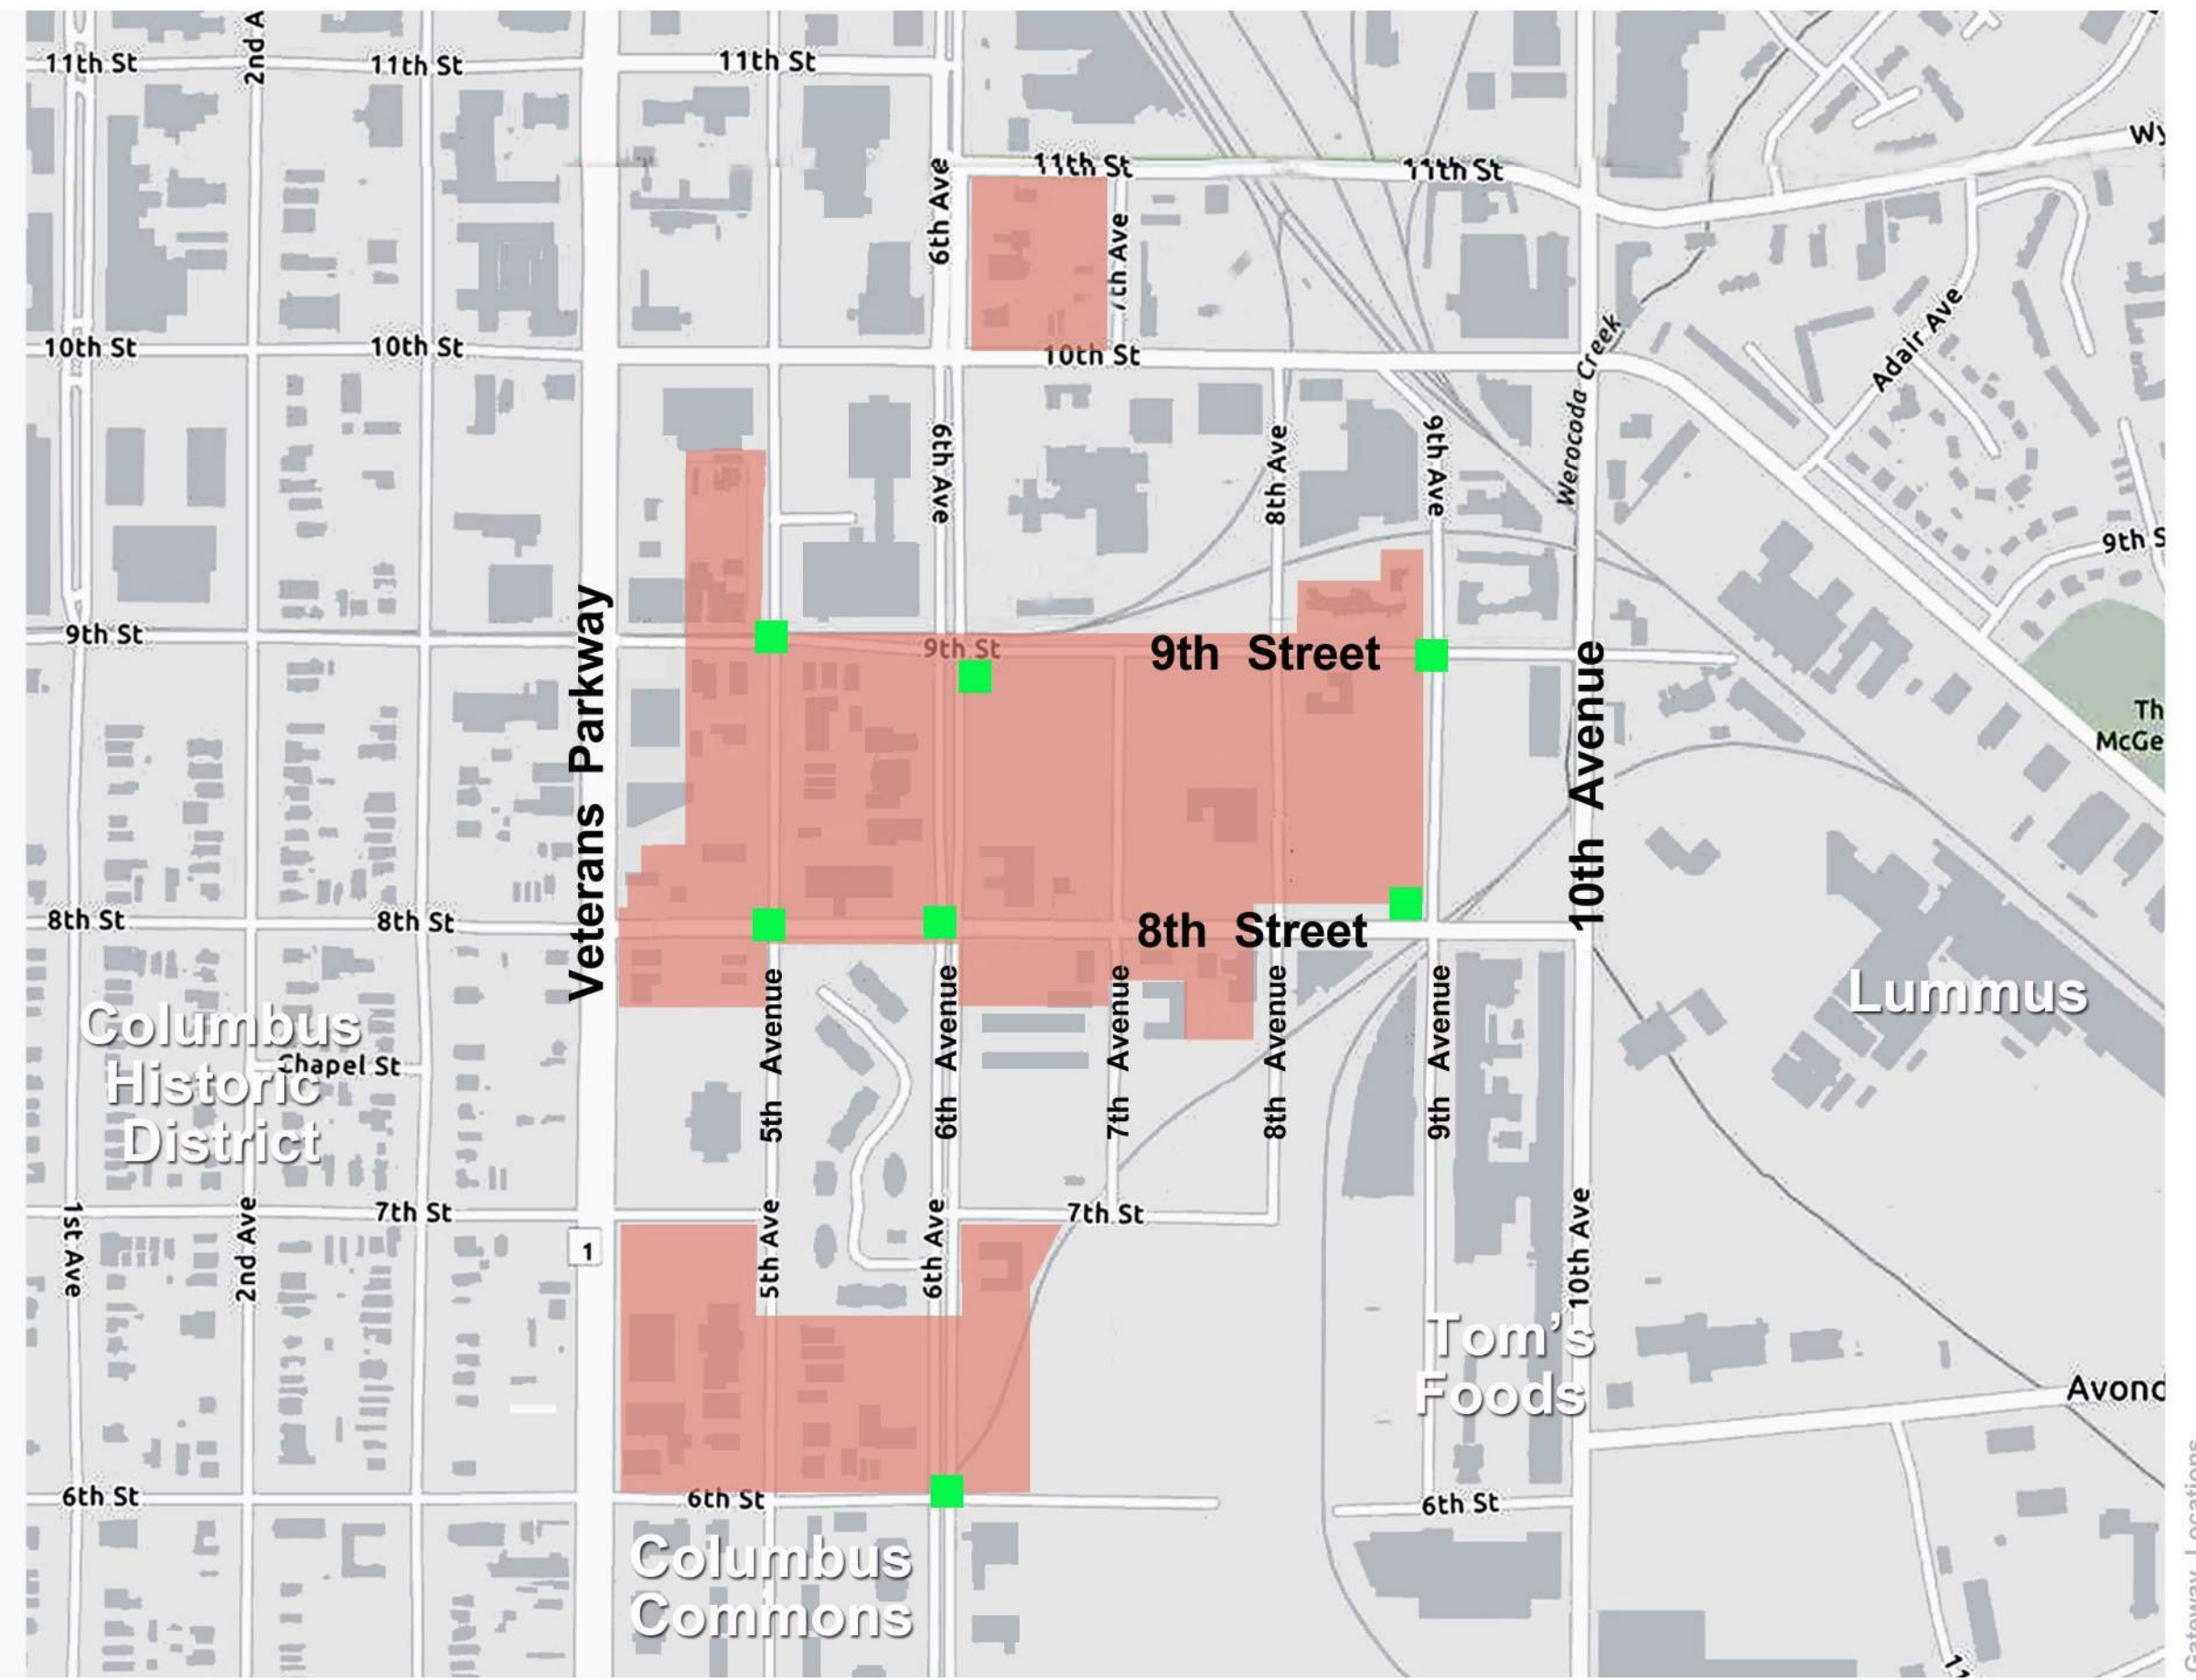 2nd A
11th St
11th St
11th St
Wy
11th St
11th St
6th Ave
7th Ave
10th St
10th St
10th St
Werocoda Creek
Adair Ave
6th Ave
8th Ave
9th Ave
9th S
9th St
9th St
9th Street
Veterans Parkway
10th Avenue
Th
McGe
8th St
8th St
8th Street
5th Avenue
6th Avenue
7th Avenue
8th Avenue
9th Avenue
Lummus
Columbus
Historic
District
Chapel St
1st Ave
2nd Ave
7th St
1
5th Ave
6th Ave
7th St
10th Ave
Tom's
Foods
Avond
6th St
6th St
6th St
Columbus
Commons
11
Gateway Locations